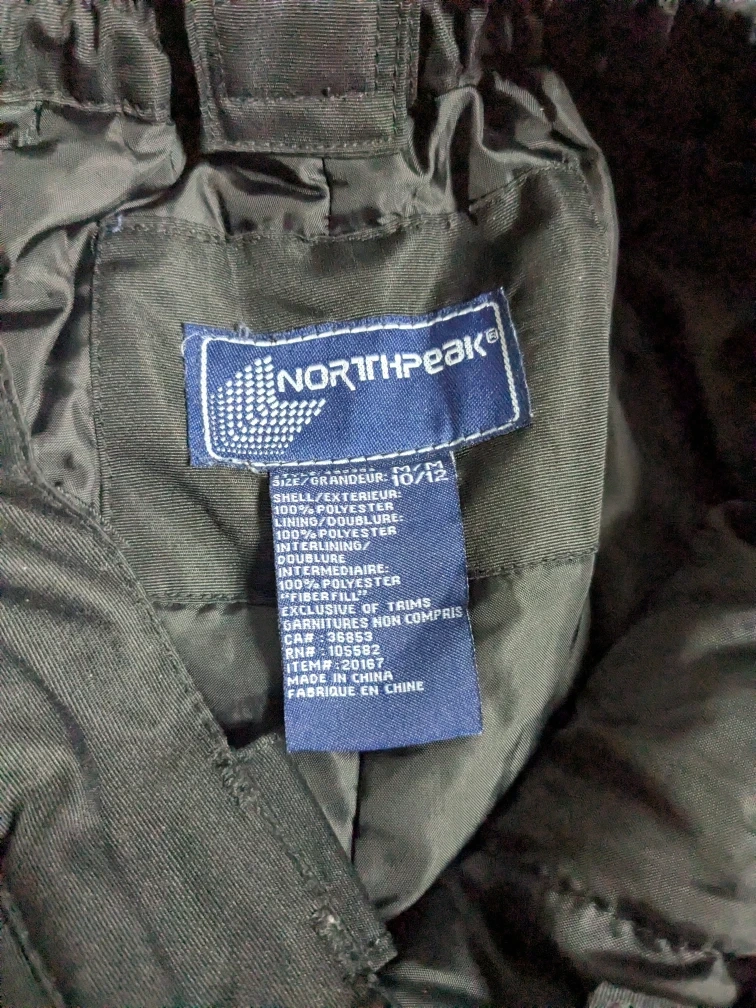 NORTHPEAK®
SIZE/GRANDEUR: M/M
10/12
SHELL/EXTERIEUR:
100% POLYESTER
LINING/DOUBLURE:
100% POLYESTER
INTERLINING/
DOUBLURE
INTERMEDIAIRE:
100% POLYESTER
"FIBERFILL"
EXCLUSIVE OF TRIMS
GARNITURES NON COMPRIS
CA# : 36853
RN# : 105582
ITEM# : 20167
MADE IN CHINA
FABRIQUE EN CHINE